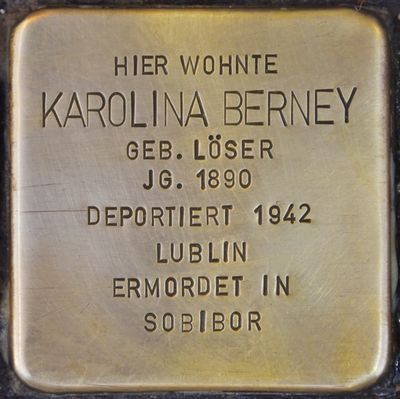 HIER WOHNTE
KAROLINA BERNEY
GEB. LÖSER
JG. 1890
DEPORTIERT 1942
LUBLIN
ERMORDET IN
SOBIBOR